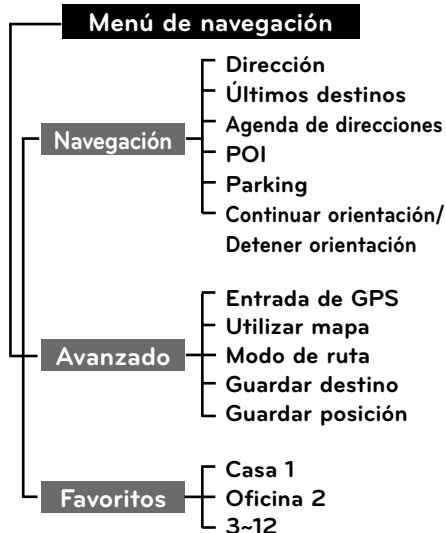 Menú de navegación
Navegación
Dirección
Últimos destinos
Agenda de direcciones
POI
Parking
Continuar orientación/
Detener orientación
Avanzado
Entrada de GPS
Utilizar mapa
Modo de ruta
Guardar destino
Guardar posición
Favoritos
Casa 1
Oficina 2
3~12